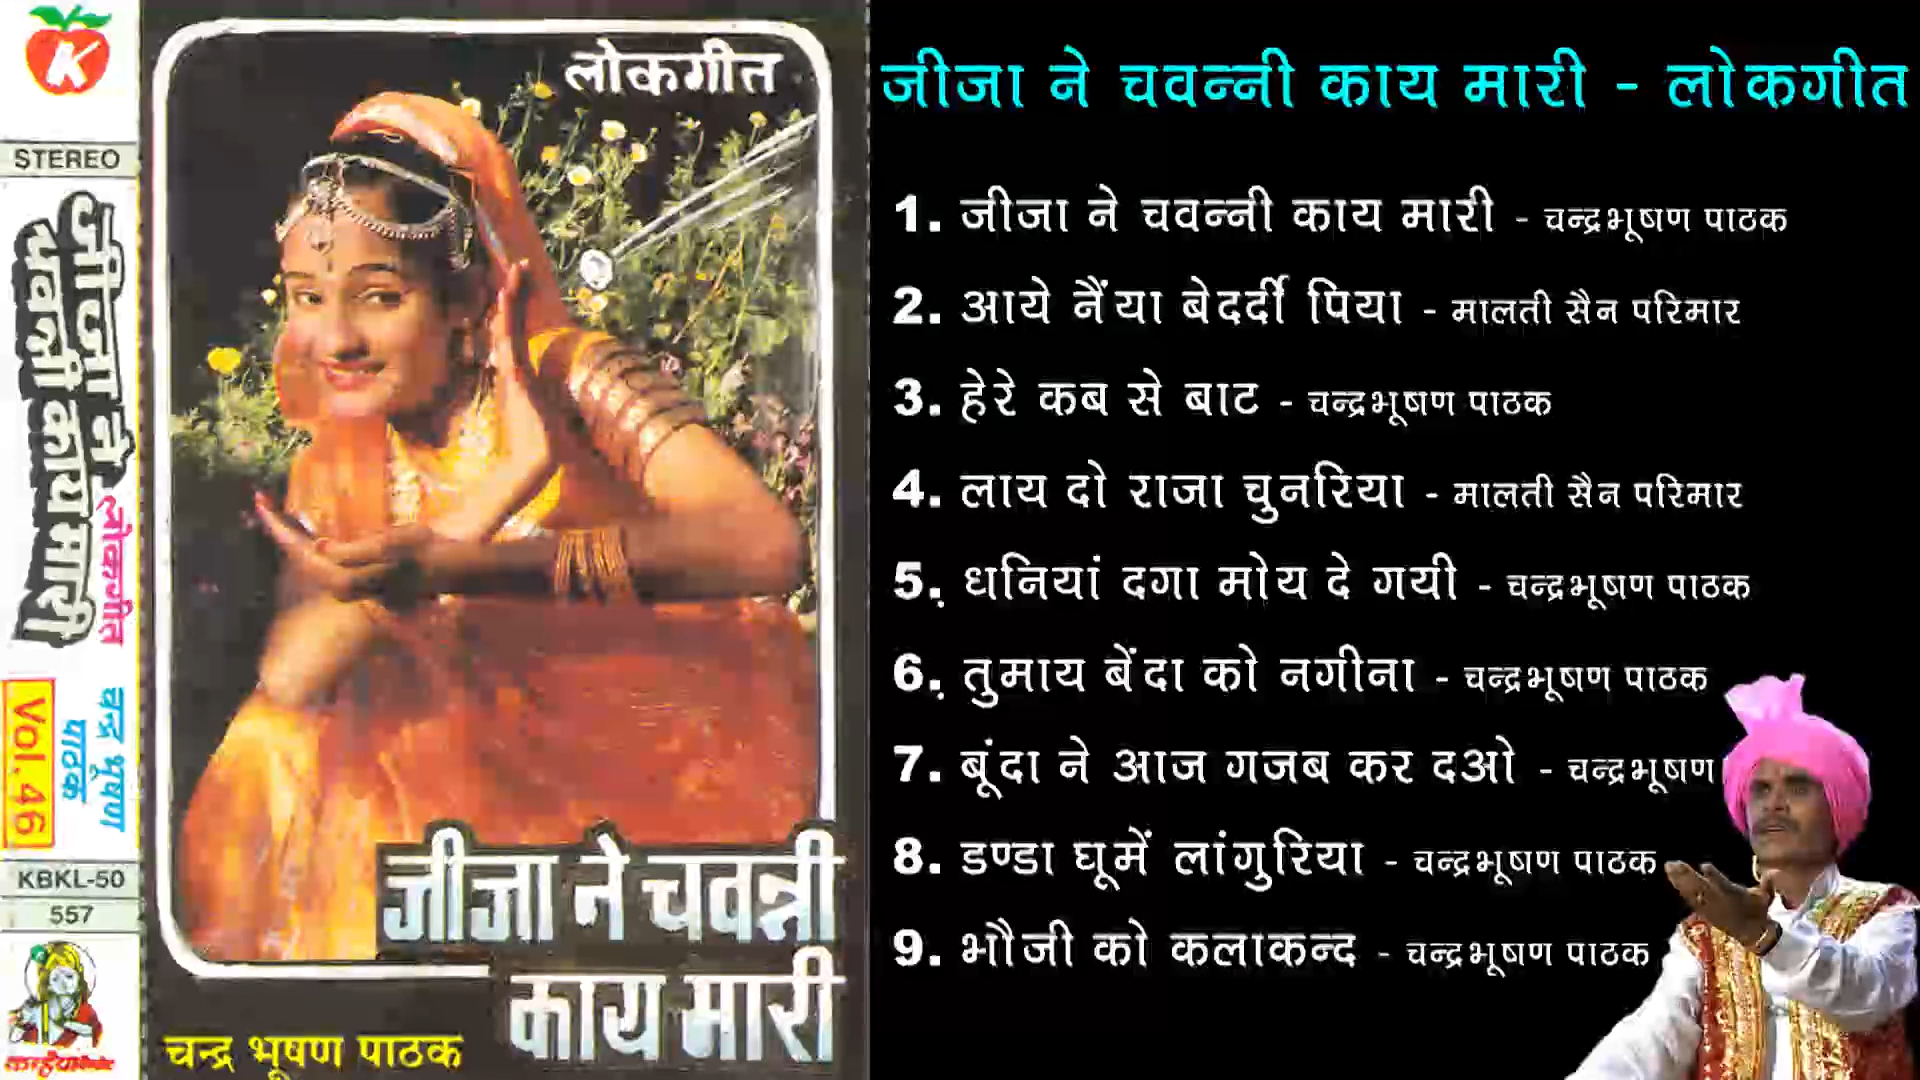 K
STEREO
जीजा ने
चवन्नी काय मारी
लोकगीत
चन्द्र भूषण
पाठक
Vol.46
KBKL-50
557
लोकगीत
जीजा ने चवन्नी
काय मारी
चन्द्र भूषण पाठक
जीजा ने चवन्नी काय मारी - लोकगीत
1. जीजा ने चवन्नी काय मारी - चन्द्रभूषण पाठक
2. आये नैंया बेदर्दी पिया - मालती सैन परिमार
3. हेरे कब से बाट - चन्द्रभूषण पाठक
4. लाय दो राजा चुनरिया - मालती सैन परिमार
5. धनियां दगा मोय दे गयी - चन्द्रभूषण पाठक
6. तुमाय बेंदा को नगीना - चन्द्रभूषण पाठक
7. बूंदा ने आज गजब कर दओ - चन्द्रभूषण
8. डण्डा घूमें लांगुरिया - चन्द्रभूषण पाठक
9. भौजी को कलाकन्द - चन्द्रभूषण पाठक